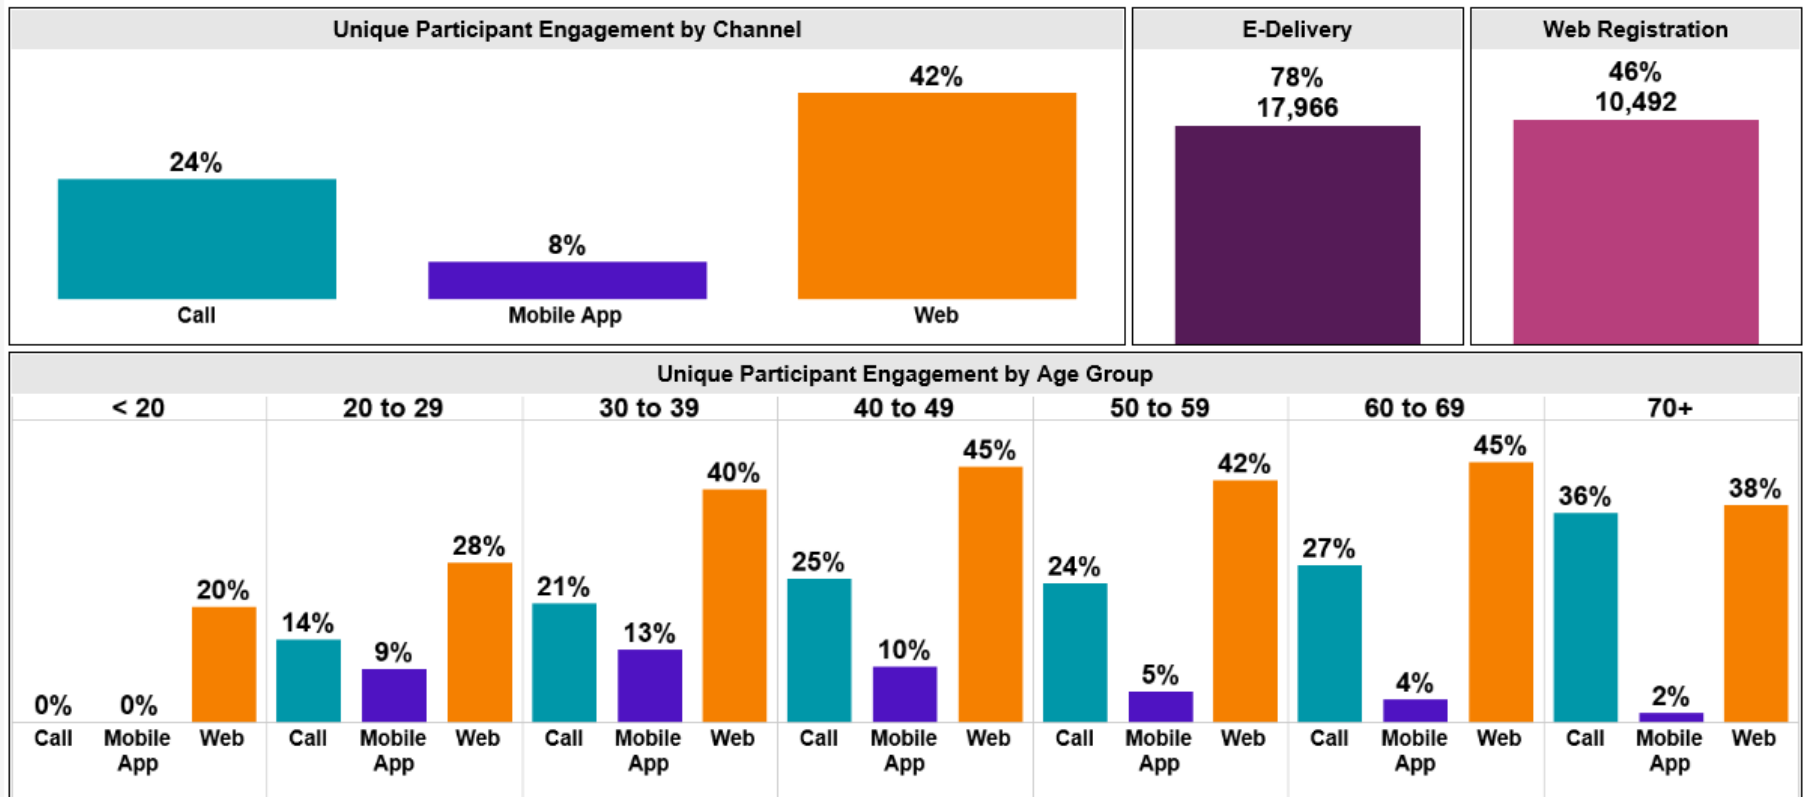 Unique Participant Engagement by Channel
24%
8%
42%
Call
Mobile App
Web
E-Delivery
78%
17,966
Web Registration
46%
10,492
Unique Participant Engagement by Age Group
< 20
0%
0%
20%
Call
Mobile
App
Web
20 to 29
14%
9%
28%
Call
Mobile
App
Web
30 to 39
21%
13%
40%
Call
Mobile
App
Web
40 to 49
25%
10%
45%
Call
Mobile
App
Web
50 to 59
24%
5%
42%
Call
Mobile
App
Web
60 to 69
27%
4%
45%
Call
Mobile
App
Web
70+
36%
2%
38%
Call
Mobile
App
Web